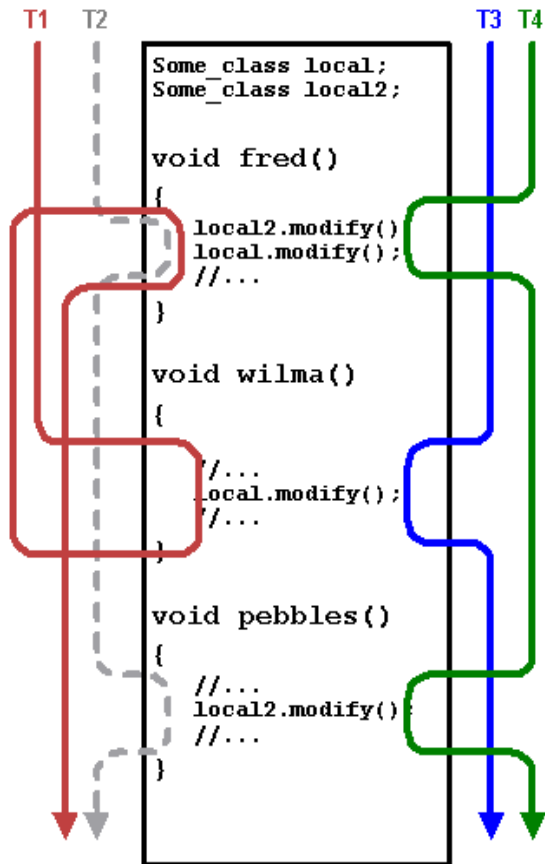 T1 T2 T3 T4
Some_class local;
Some_class local2;
void fred()
{
local2.modify()
local.modify();
//...
}
void wilma()
{
//...
local.modify();
//...
}
void pebbles()
{
//...
local2.modify();
//...
}